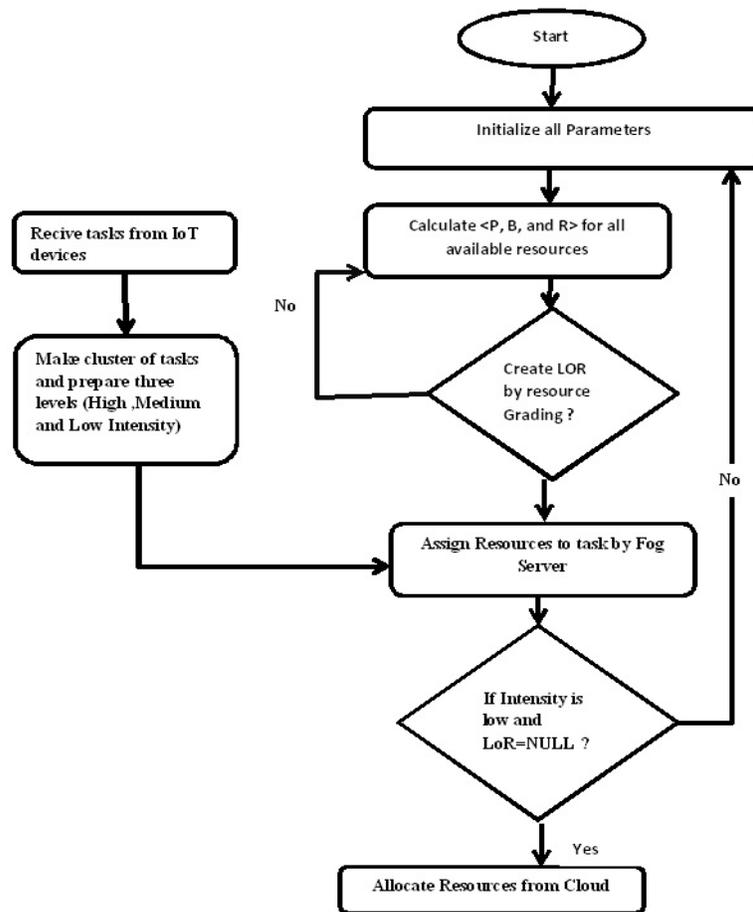 Start
Initialize all Parameters
Calculate <P, B, and R> for all
available resources
Recive tasks from IoT
devices
No
Make cluster of tasks
and prepare three
levels (High ,Medium
and Low Intensity)
Create LOR
by resource
Grading ?
No
Assign Resources to task by Fog
Server
If Intensity is
low and
LoR=NULL ?
Yes
Allocate Resources from Cloud